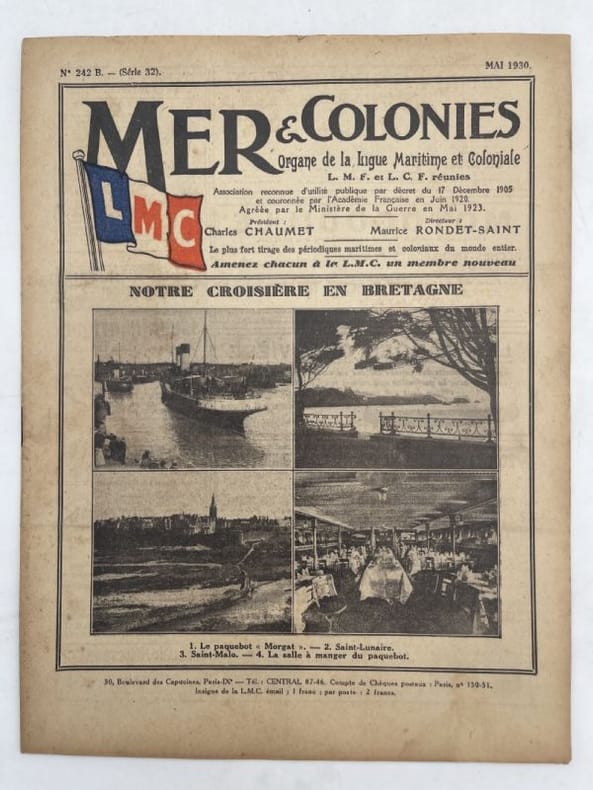 N° 242 B. — (Série 32).
MAI 1930.
MER & COLONIES
Organe de la Ligue Maritime et Coloniale
L. M. F. et L. C. F. réunies
LMC
Association reconnue d'utilité publique par décret du 17 Décembre 1905
et couronnée par l'Académie Française en Juin 1920.
Agréée par le Ministère de la Guerre en Mai 1923.
Président : Directeur :
Charles CHAUMET Maurice RONDET-SAINT
Le plus fort tirage des périodiques maritimes et coloniaux du monde entier.
Amenez chacun à la L.M.C. un membre nouveau
NOTRE CROISIÈRE EN BRETAGNE
1. Le paquebot « Morgat ». — 2. Saint-Lunaire.
3. Saint-Malo. — 4. La salle à manger du paquebot.
30, Boulevard des Capucines, Paris-IXᵉ — Tél. : CENTRAL 87-46. Compte de Chèques postaux : Paris, nº 150-51.
Insigne de la L.M.C. émail ; 1 franc ; par poste : 2 francs.